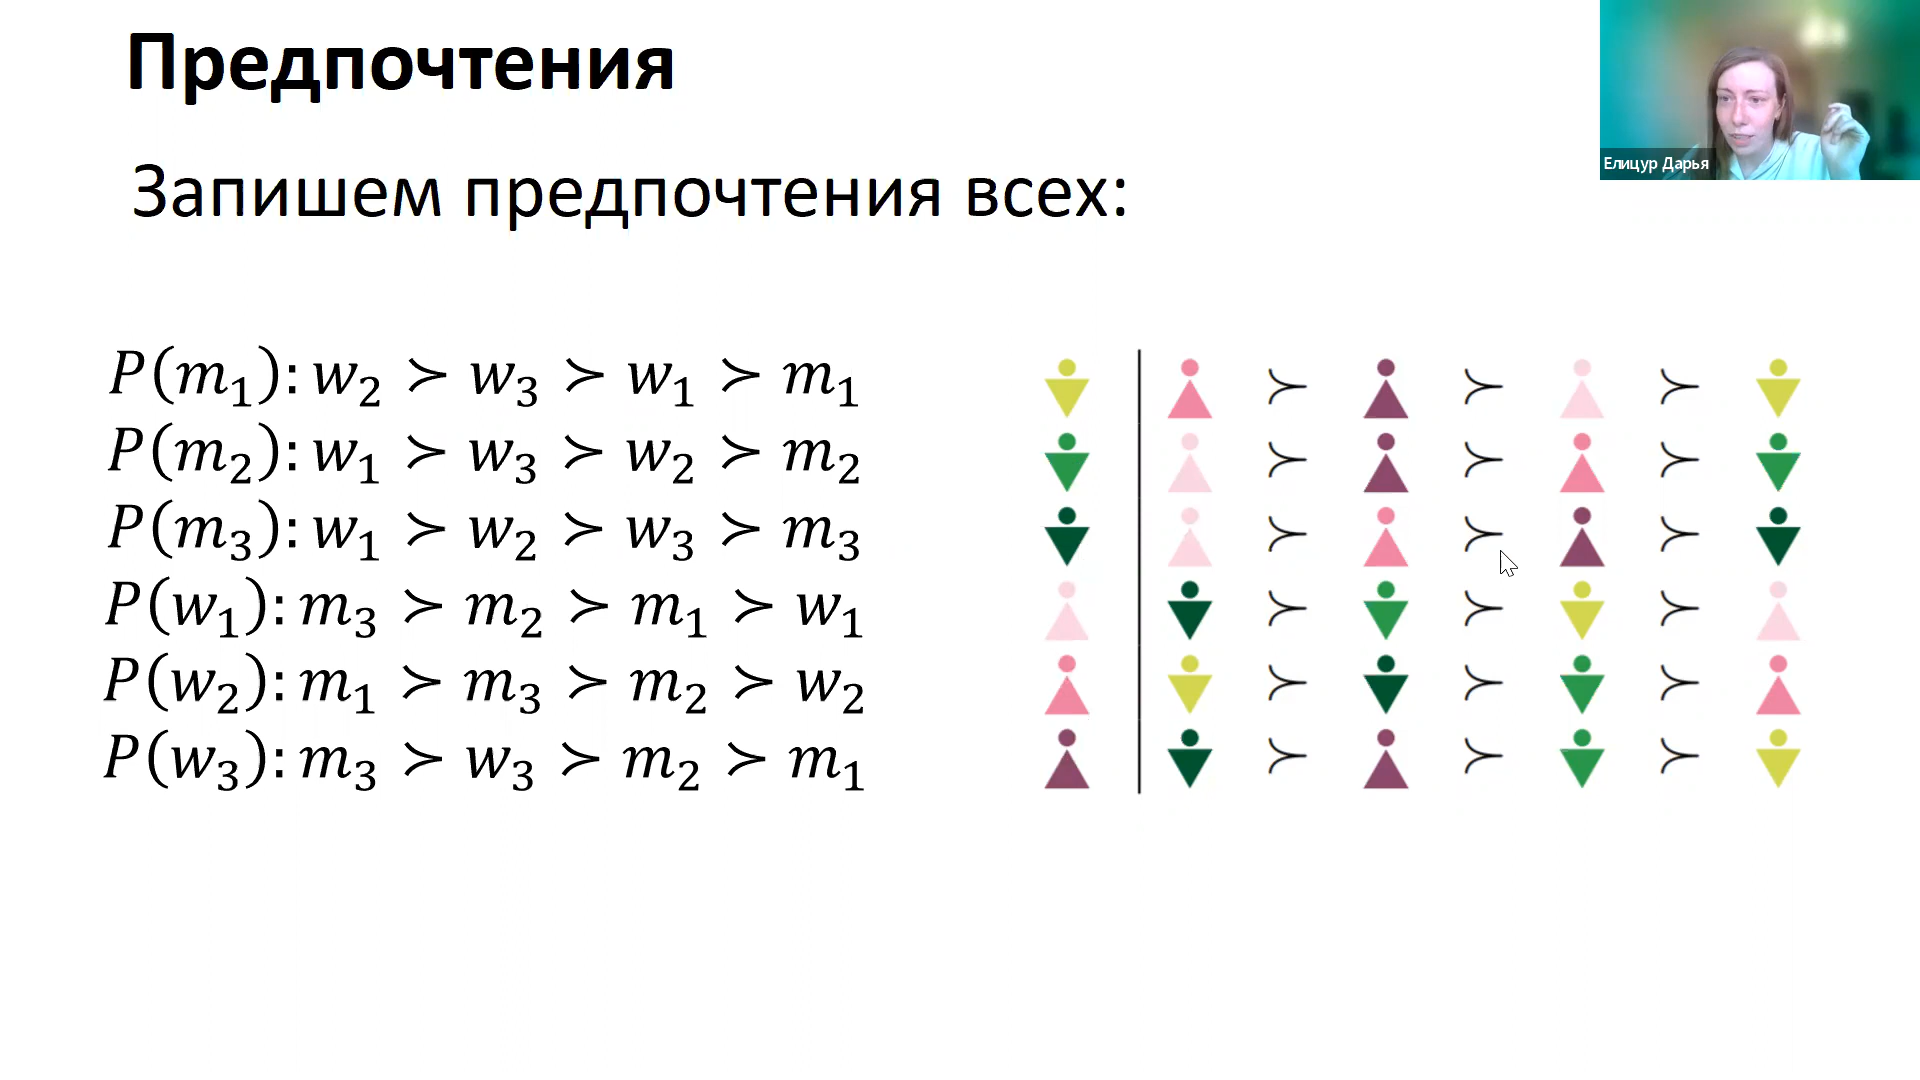 Предпочтения
Елицур Дарья
Запишем предпочтения всех:
P(m₁): w₂ ≻ w₃ ≻ w₁ ≻ m₁
P(m₂): w₁ ≻ w₃ ≻ w₂ ≻ m₂
P(m₃): w₁ ≻ w₂ ≻ w₃ ≻ m₃
P(w₁): m₃ ≻ m₂ ≻ m₁ ≻ w₁
P(w₂): m₁ ≻ m₃ ≻ m₂ ≻ w₂
P(w₃): m₃ ≻ w₃ ≻ m₂ ≻ m₁